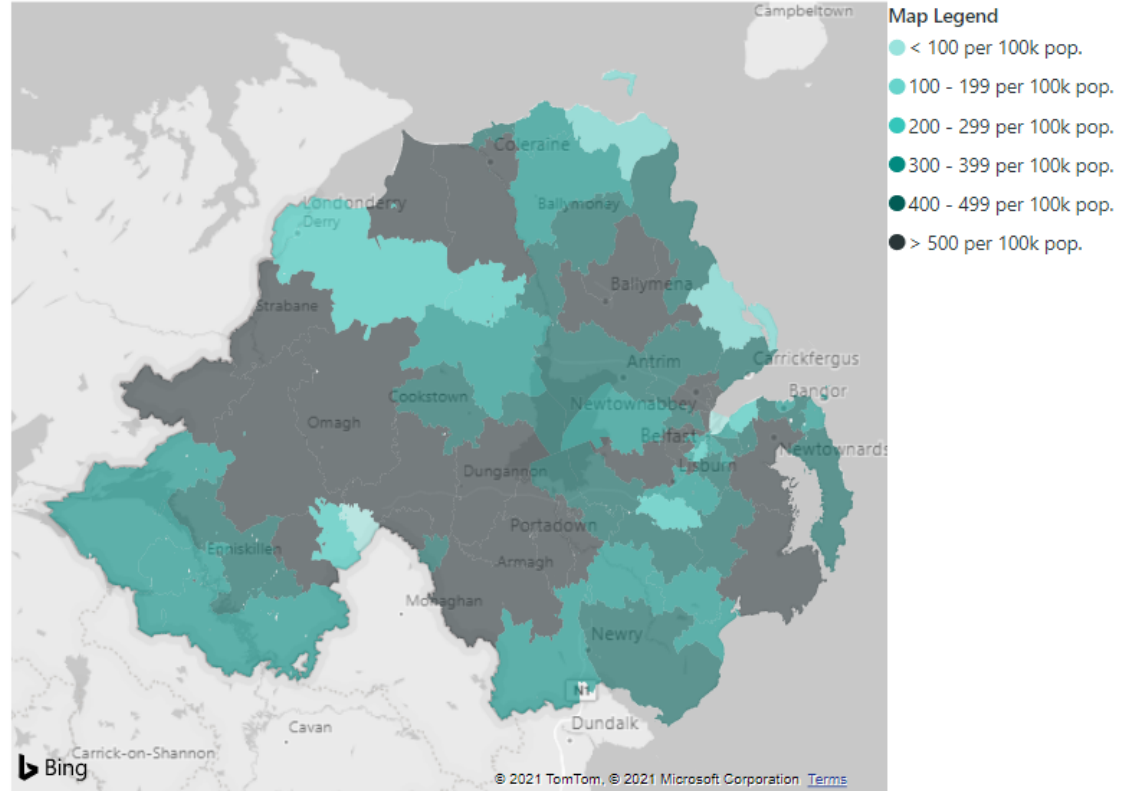 Campbeltown
Map Legend
< 100 per 100k pop.
100 - 199 per 100k pop.
200 - 299 per 100k pop.
300 - 399 per 100k pop.
400 - 499 per 100k pop.
> 500 per 100k pop.
Coleraine
Londonderry
Derry
Ballymoney
Strabane
Ballymena
Antrim
Carrickfergus
Bangor
Cookstown
Newtownabbey
Omagh
Belfast
Newtownards
Dungannon
Lisburn
Portadown
Enniskillen
Armagh
Monaghan
Newry
N1
Dundalk
Cavan
Carrick-on-Shannon
Bing
© 2021 TomTom, © 2021 Microsoft Corporation Terms